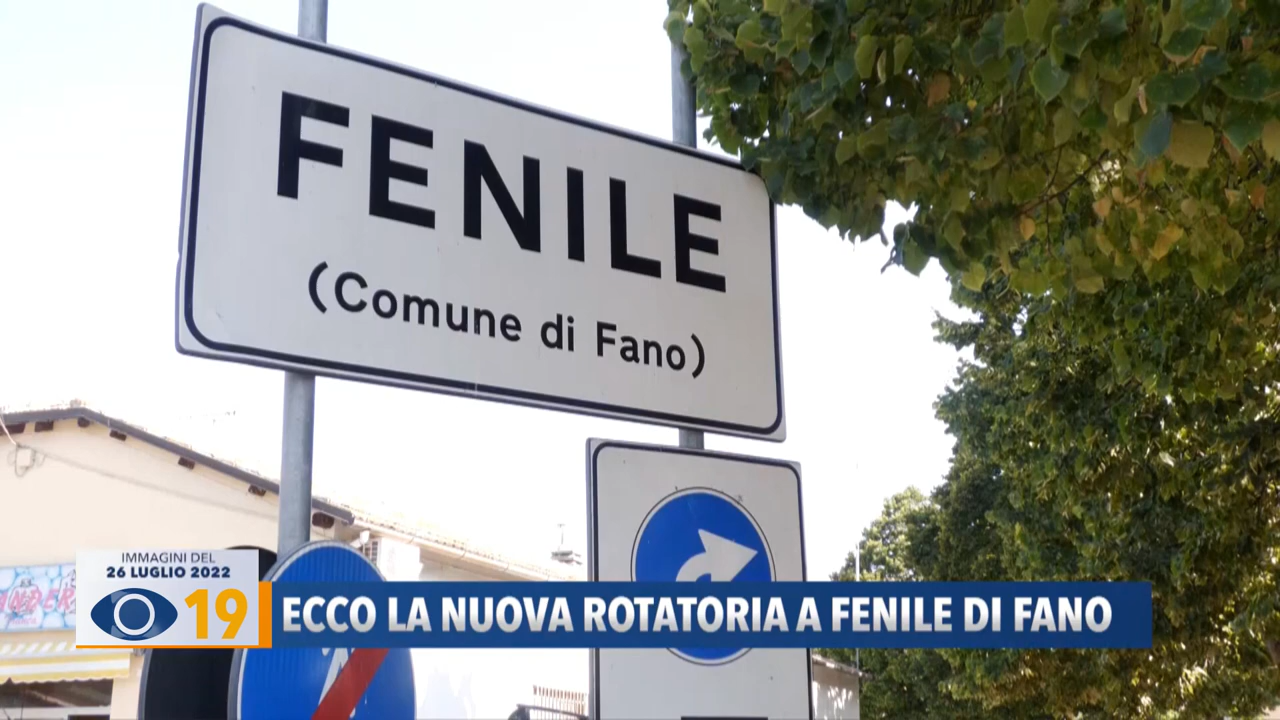 FENILE
(Comune di Fano)
IMMAGINI DEL
26 LUGLIO 2022
19
ECCO LA NUOVA ROTATORIA A FENILE DI FANO